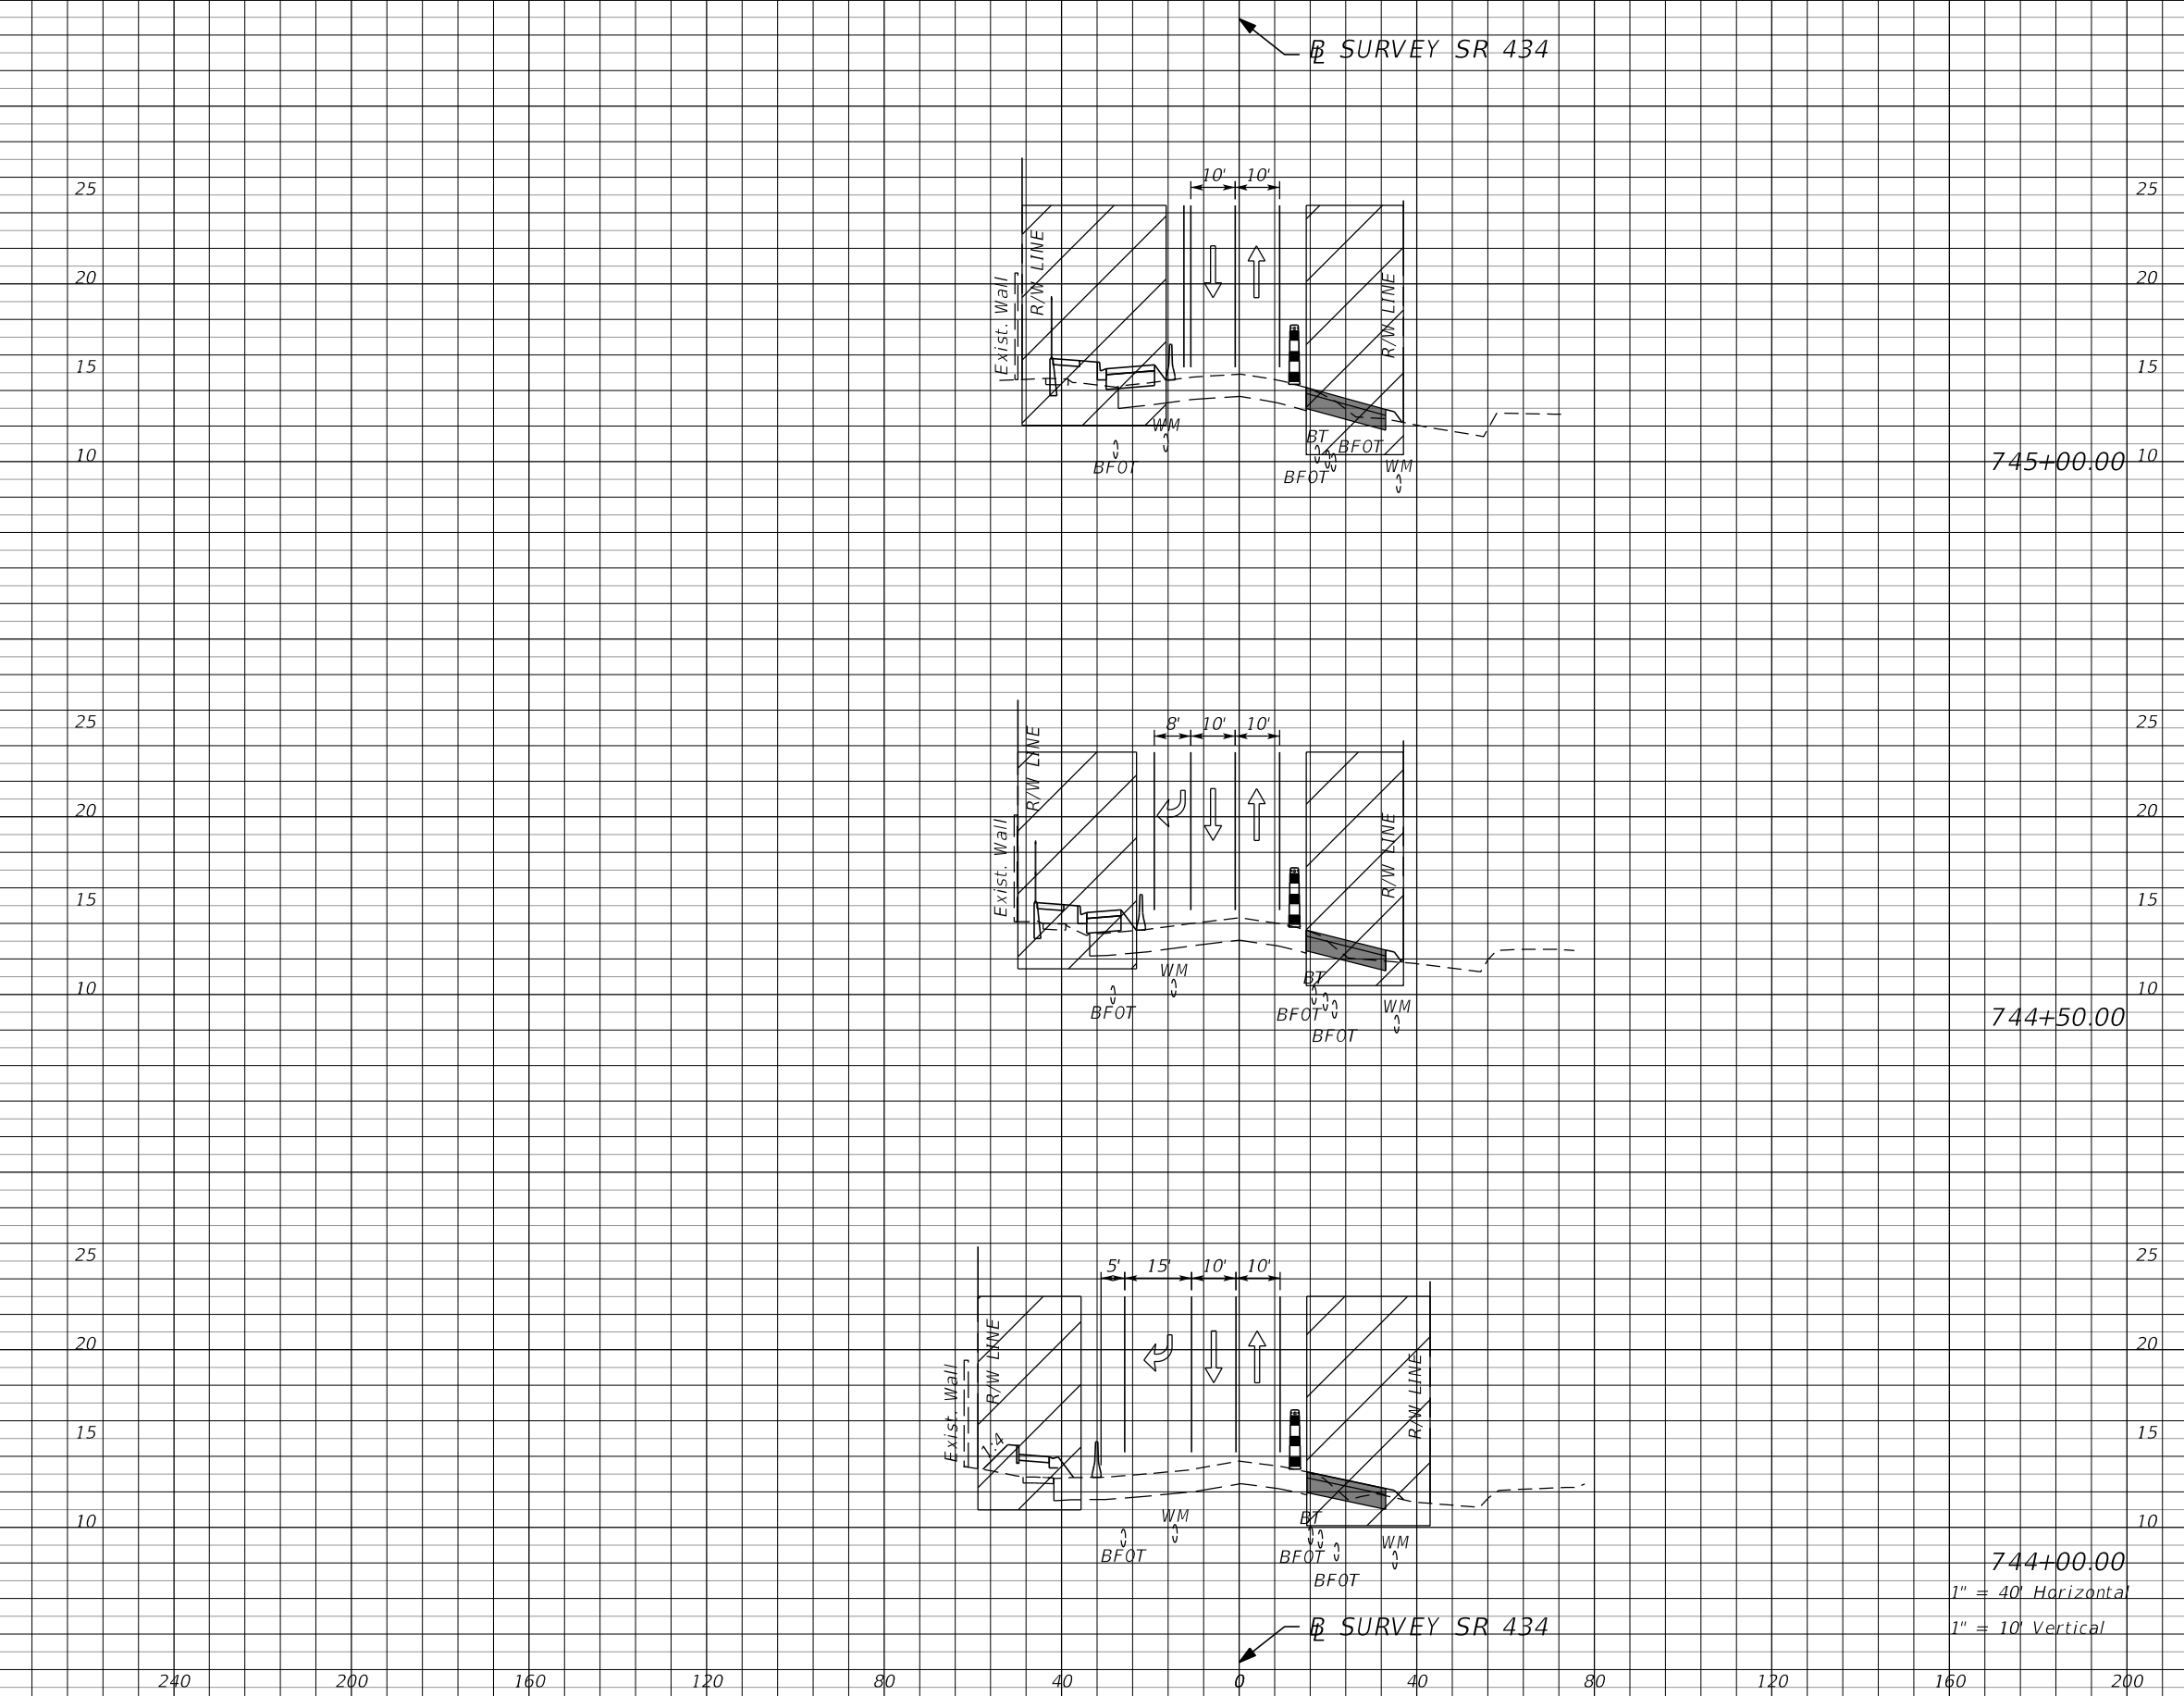 BL SURVEY SR 434
10' 10'
25 25
R/W LINE
Exist. Wall
R/W LINE
20 20
15 15
WM
BFOT
BT
BFOT
BFOT
WM
10 745+00.00 10
8' 10' 10'
25 25
R/W LINE
Exist. Wall
R/W LINE
20 20
15 15
WM
BFOT
BT
BFOT
BFOT
WM
10 10
744+50.00
5' 15' 10' 10'
25 25
R/W LINE
Exist. Wall
R/W LINE
20 20
1:4
15 15
WM
BFOT
BT
BFOT
BFOT
WM
10 10
744+00.00
1" = 40' Horizontal
1" = 10' Vertical
BL SURVEY SR 434
240 200 160 120 80 40 0 40 80 120 160 200